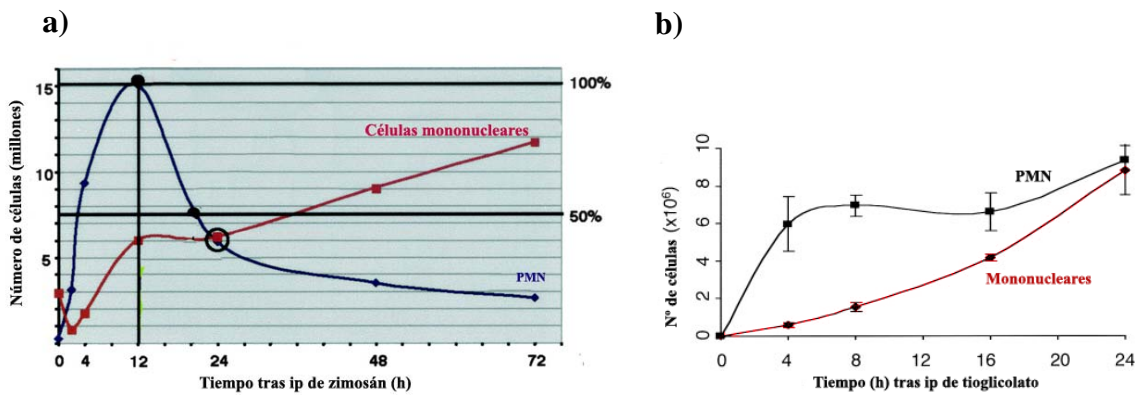 a)
Número de células (millones)
15
10
5
100%
50%
Células mononucleares
PMN
0 4 12 24 48 72
Tiempo tras ip de zimosán (h)
b)
Nº de células (x10⁶)
10
8
6
4
2
0
PMN
Mononucleares
0 4 8 12 16 20 24
Tiempo (h) tras ip de tioglicolato